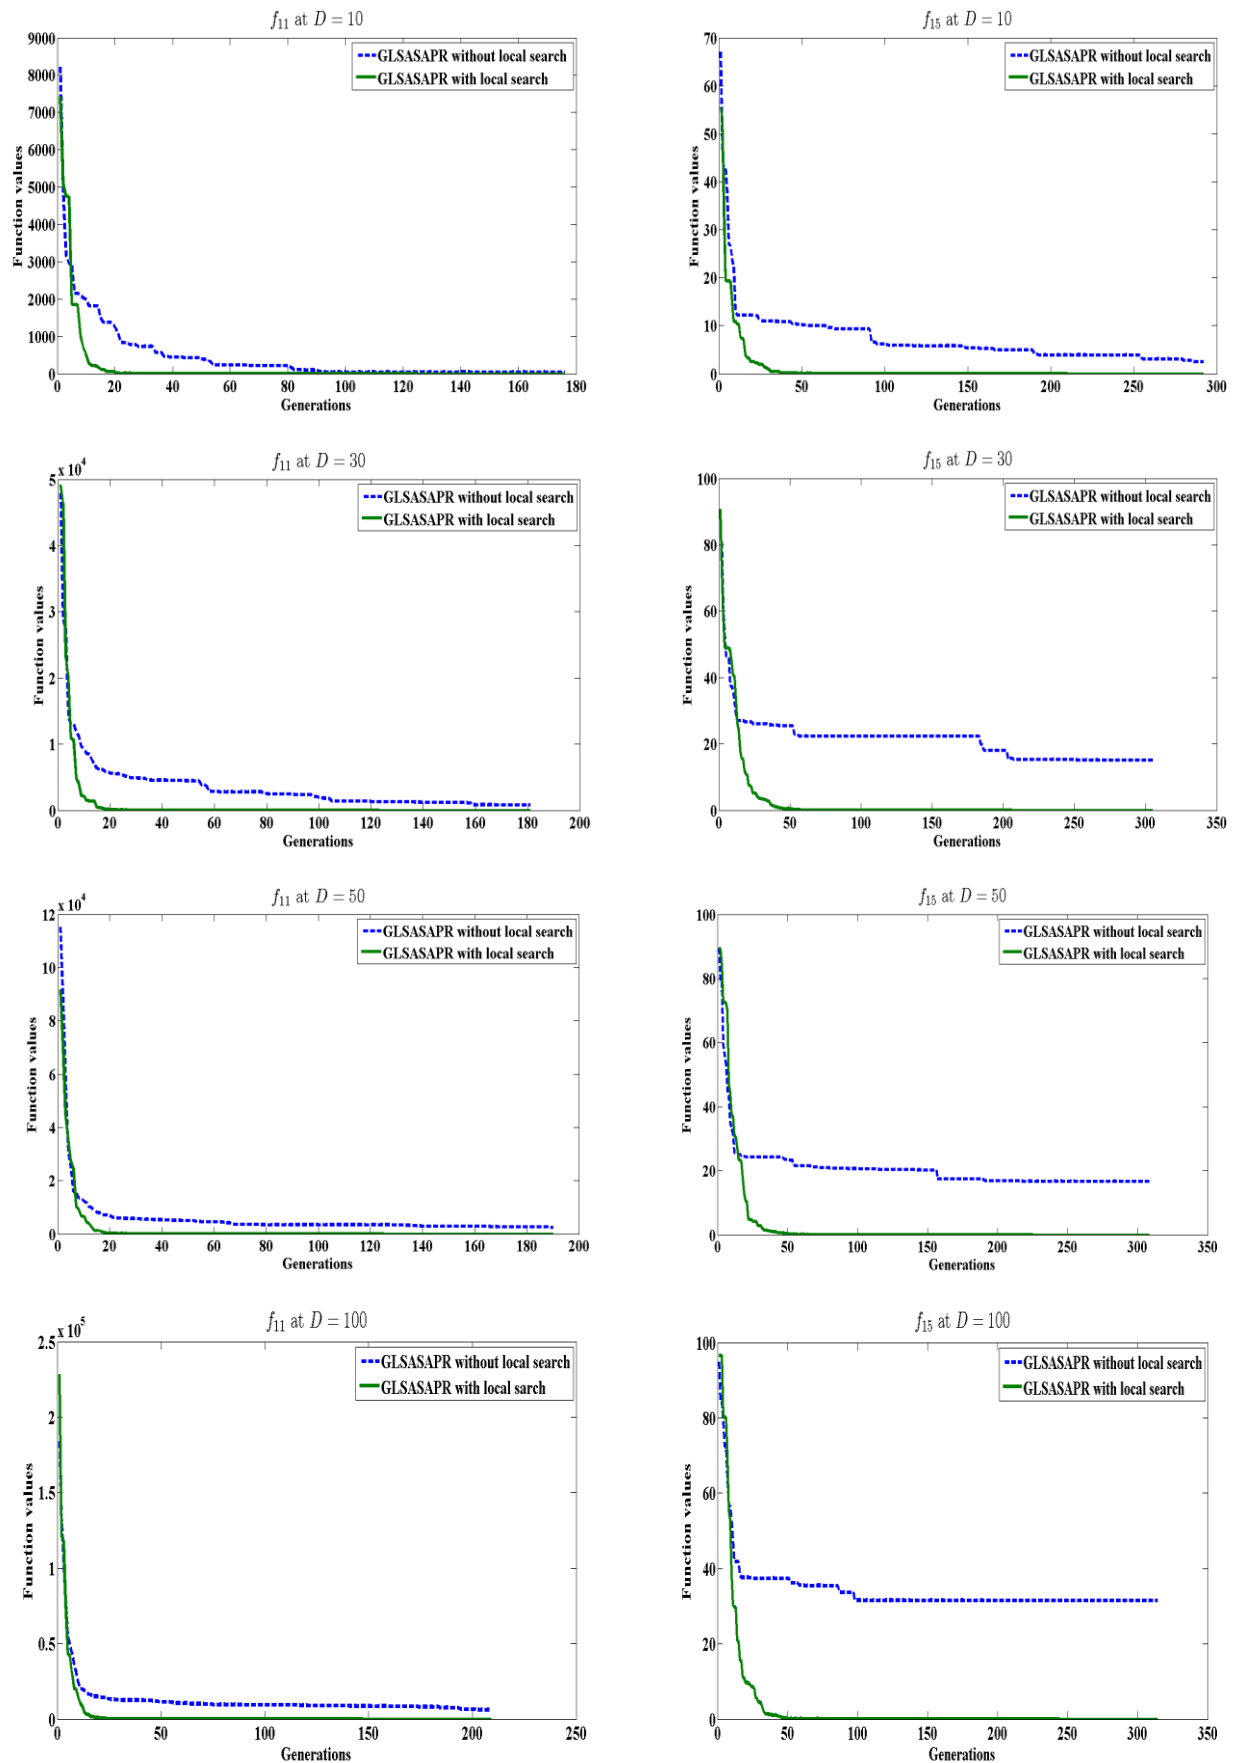 f11 at D = 10
9000
8000
7000
6000
5000
4000
3000
2000
1000
0
Function values
GLSASAPR without local search
GLSASAPR with local search
0 20 40 60 80 100 120 140 160 180
Generations
f15 at D = 10
70
60
50
40
30
20
10
0
Function values
GLSASAPR without local search
GLSASAPR with local search
0 50 100 150 200 250 300
Generations
f11 at D = 30
x 10^4
5
4
3
2
1
0
Function values
GLSASAPR without local search
GLSASAPR with local search
0 20 40 60 80 100 120 140 160 180 200
Generations
f15 at D = 30
100
80
60
40
20
0
Function values
GLSASAPR without local search
GLSASAPR with local search
0 50 100 150 200 250 300 350
Generations
f11 at D = 50
x 10^4
12
10
8
6
4
2
0
Function values
GLSASAPR without local search
GLSASAPR with local search
0 20 40 60 80 100 120 140 160 180 200
Generations
f15 at D = 50
100
80
60
40
20
0
Function values
GLSASAPR without local search
GLSASAPR with local search
0 50 100 150 200 250 300 350
Generations
f11 at D = 100
x 10^5
2.5
2
1.5
1
0.5
0
Function values
GLSASAPR without local search
GLSASAPR with local sarch
0 50 100 150 200 250
Generations
f15 at D = 100
100
80
60
40
20
0
Function values
GLSASAPR without local search
GLSASAPR with local search
0 50 100 150 200 250 300 350
Generations